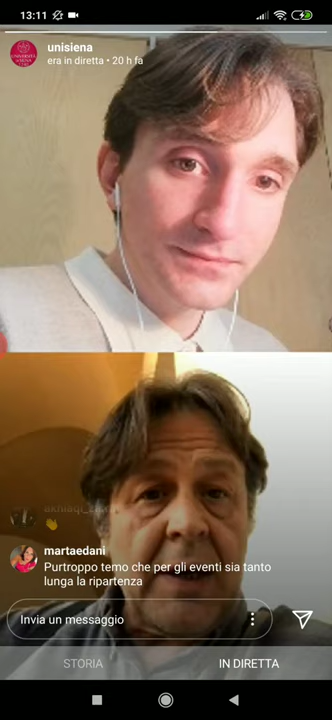 13:11
unisiena
era in diretta • 20 h fa
martaedani
Purtroppo temo che per gli eventi sia tanto
lunga la ripartenza
Invia un messaggio
STORIA
IN DIRETTA